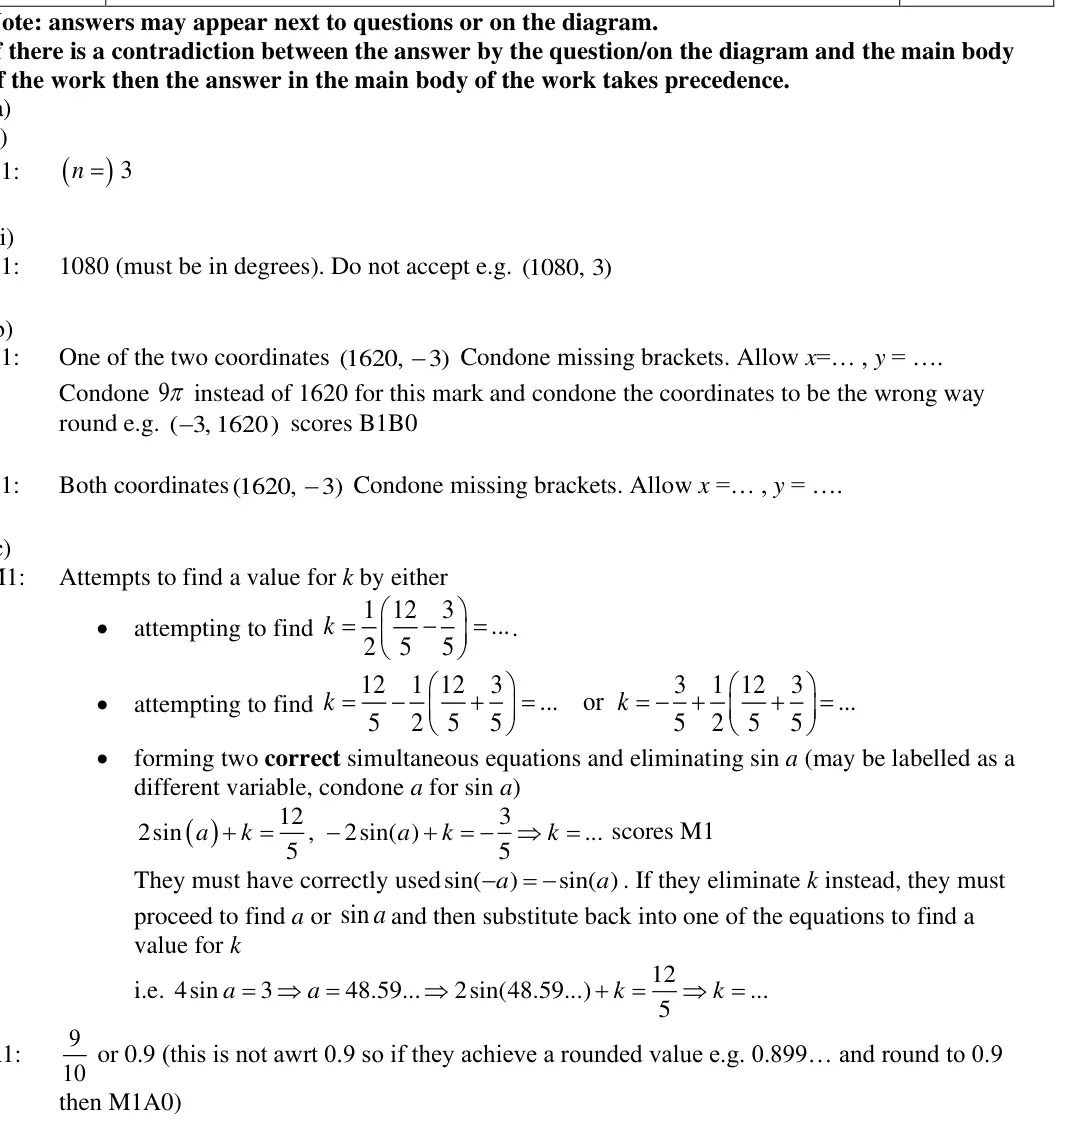 ote: answers may appear next to questions or on the diagram.
f there is a contradiction between the answer by the question/on the diagram and the main body
f the work then the answer in the main body of the work takes precedence.
a)
)
1: (n =) 3
i)
1: 1080 (must be in degrees). Do not accept e.g. (1080, 3)
b)
1: One of the two coordinates (1620, −3) Condone missing brackets. Allow x=… , y = ….
Condone 9π instead of 1620 for this mark and condone the coordinates to be the wrong way
round e.g. (−3, 1620) scores B1B0
1: Both coordinates (1620, −3) Condone missing brackets. Allow x =… , y = ….
c)
M1: Attempts to find a value for k by either
• attempting to find k = 1/2 (12/5 − 3/5) = ... .
• attempting to find k = 12/5 − 1/2 (12/5 + 3/5) = ... or k = −3/5 + 1/2 (12/5 + 3/5) = ...
• forming two correct simultaneous equations and eliminating sin a (may be labelled as a
different variable, condone a for sin a)
2 sin (a) + k = 12/5, −2 sin(a) + k = −3/5 ⇒ k = ... scores M1
They must have correctly used sin(−a) = −sin(a) . If they eliminate k instead, they must
proceed to find a or sin a and then substitute back into one of the equations to find a
value for k
i.e. 4 sin a = 3 ⇒ a = 48.59... ⇒ 2 sin(48.59...) + k = 12/5 ⇒ k = ...
1: 9/10 or 0.9 (this is not awrt 0.9 so if they achieve a rounded value e.g. 0.899… and round to 0.9
then M1A0)